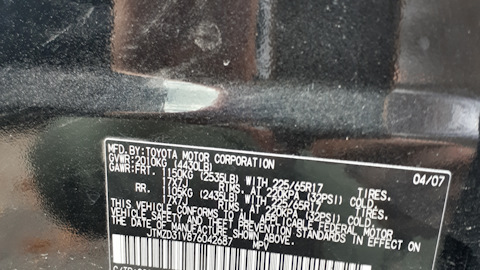 MFD.BY:TOYOTA MOTOR CORPORATION 04/07
GVWR:2010KG (4430LB)
GAWR:FRT. 1150KG (2535LB) WITH 225/65R17 TIRES.
17X7J RIMS, AT 220KPA (32PSI) COLD.
RR. 1105KG (2435LB) WITH 225/65R17 TIRES.
17X7J RIMS, AT 220KPA (32PSI) COLD.
THIS VEHICLE CONFORMS TO ALL APPLICABLE FEDERAL MOTOR
VEHICLE SAFETY AND THEFT PREVENTION STANDARDS IN EFFECT ON
THE DATE OF MANUFACTURE SHOWN ABOVE.
JTMZD31V876042687 MPV